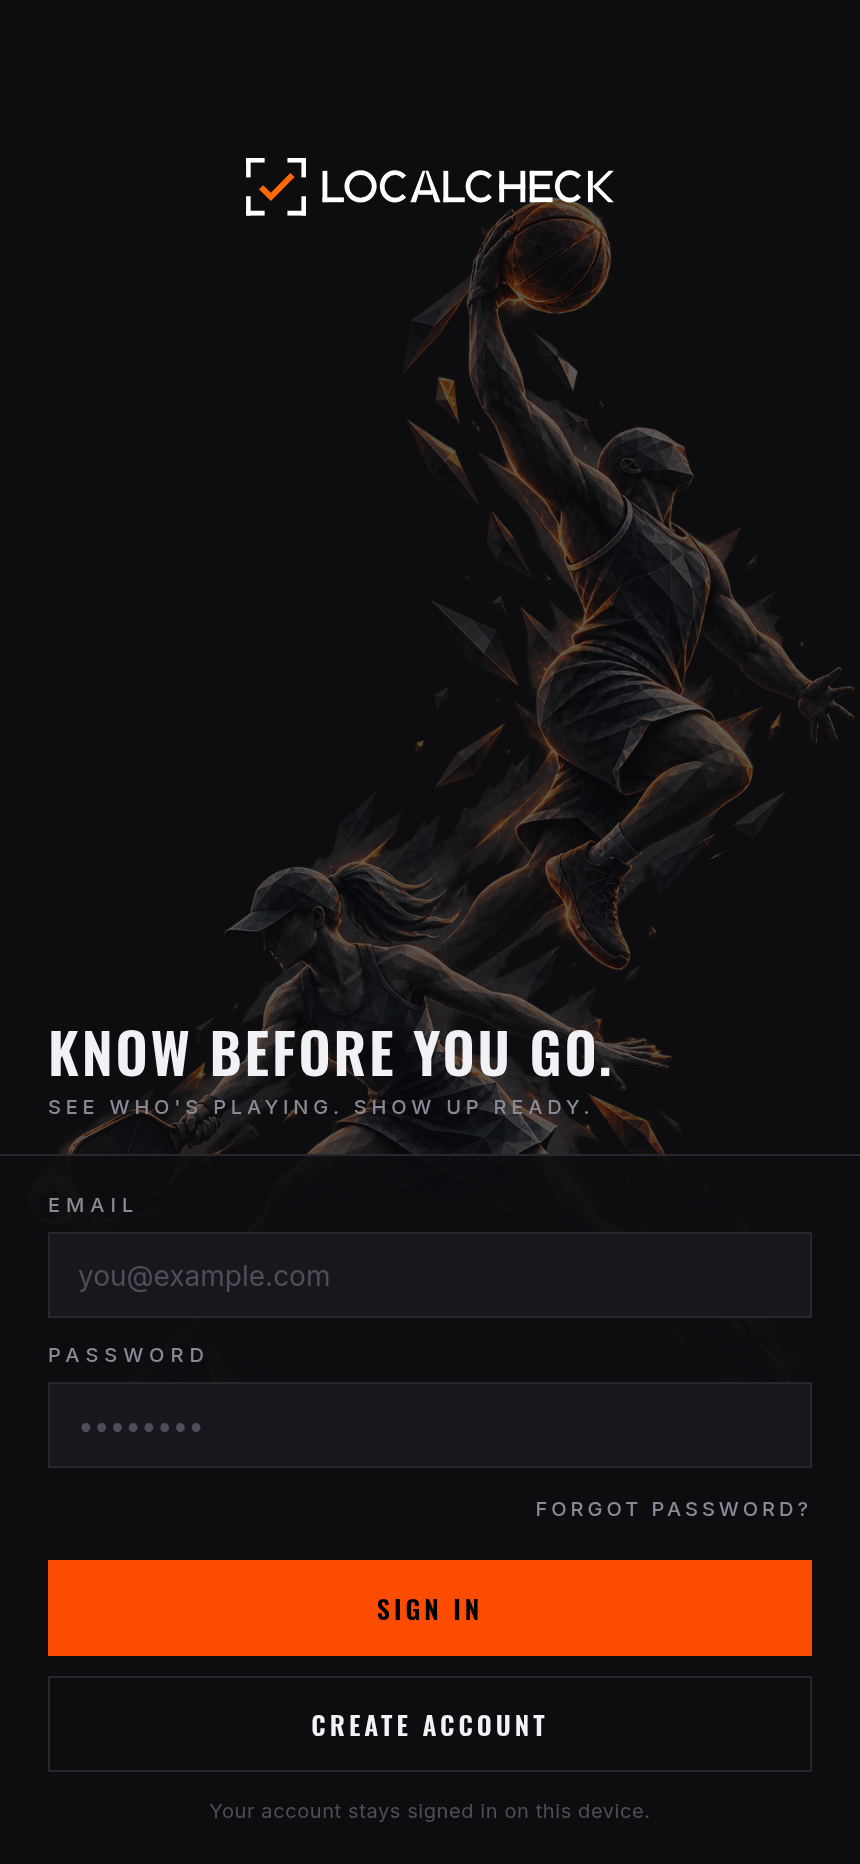 LOCALCHECK
KNOW BEFORE YOU GO.
SEE WHO'S PLAYING. SHOW UP READY.
EMAIL
you@example.com
PASSWORD
••••••••
FORGOT PASSWORD?
SIGN IN
CREATE ACCOUNT
Your account stays signed in on this device.